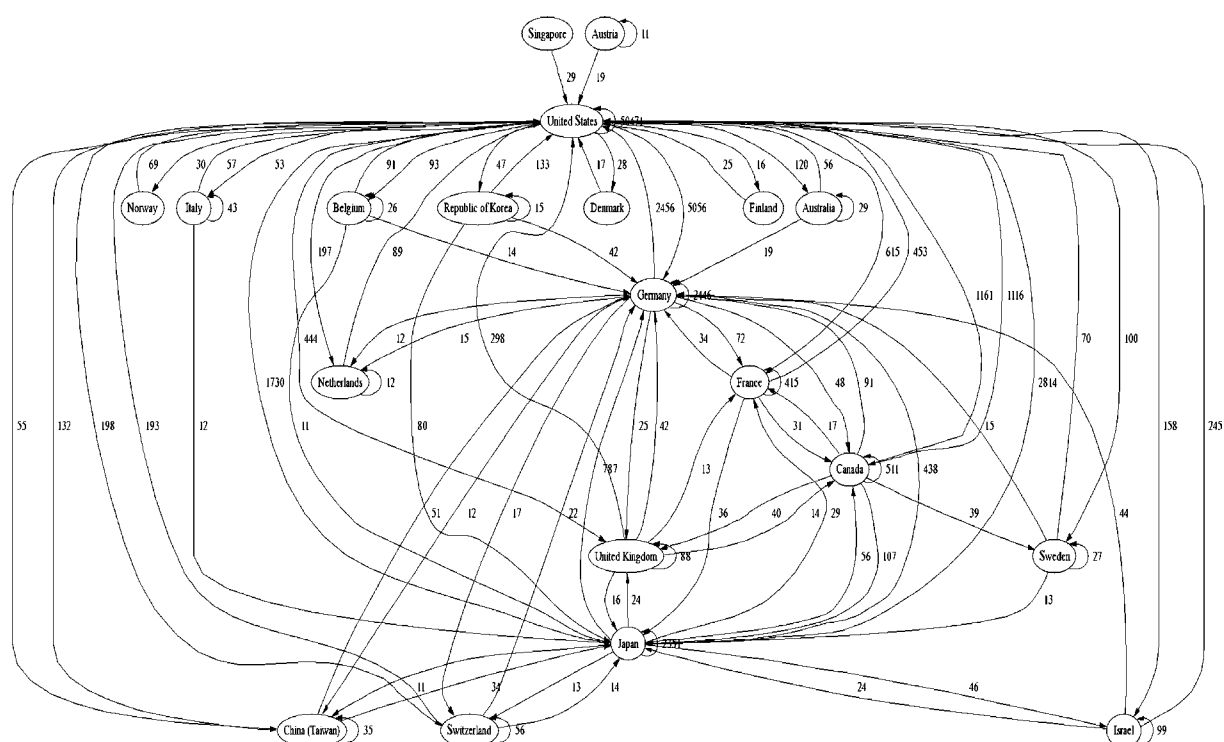 Singapore Austria 11
29 19
United States 50471
69 30 57 53 91 93 47 133 17 28 25 16 120 56
Norway Italy 43 Belgium 26 Republic of Korea 15 Denmark 2456 5056 Finland Australia 29
197 89 14 42 19 615 453
Germany 2446
1161 1116
444 12 15 298 34 72 70 100
Netherlands 12 France 415 48 91 2814
1730
55 132 198 193 12 11 80 25 42 31 17 15 158 245
787 13 Canada 511 438
51 12 17 22 36 40 14 29 39 44
United Kingdom 88 56 107 Sweden 27
16 24 13
Japan 2351
11 34 13 14 24 46
China (Taiwan) 35 Switzerland 56 Israel 99